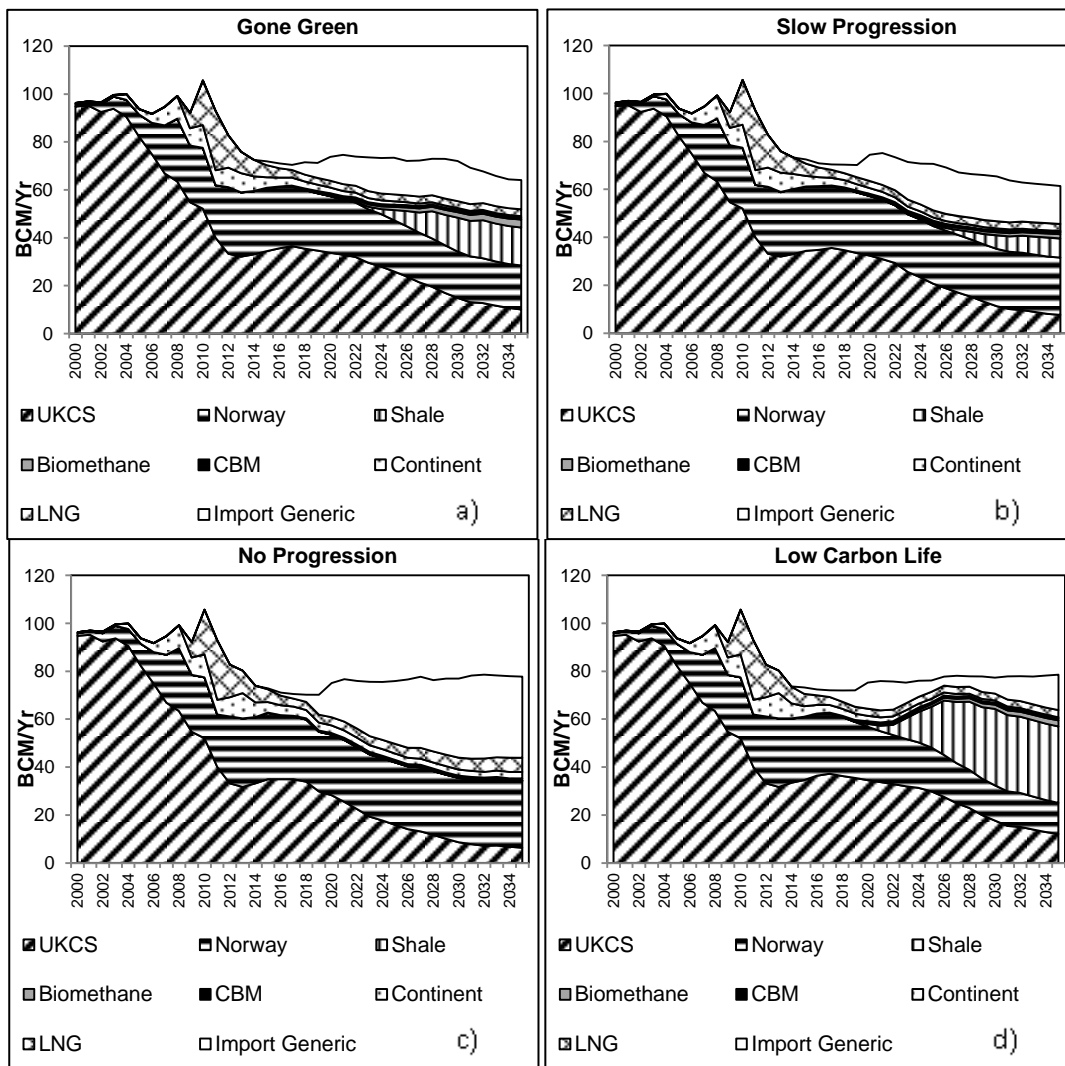 Gone Green
120
100
80
60
40
20
0
BCM/Yr
2000 2002 2004 2006 2008 2010 2012 2014 2016 2018 2020 2022 2024 2026 2028 2030 2032 2034
UKCS Norway Shale
Biomethane CBM Continent
LNG Import Generic a)
Slow Progression
120
100
80
60
40
20
0
BCM/Yr
2000 2002 2004 2006 2008 2010 2012 2014 2016 2018 2020 2022 2024 2026 2028 2030 2032 2034
UKCS Norway Shale
Biomethane CBM Continent
LNG Import Generic b)
No Progression
120
100
80
60
40
20
0
BCM/Yr
2000 2002 2004 2006 2008 2010 2012 2014 2016 2018 2020 2022 2024 2026 2028 2030 2032 2034
UKCS Norway Shale
Biomethane CBM Continent
LNG Import Generic c)
Low Carbon Life
120
100
80
60
40
20
0
BCM/Yr
2000 2002 2004 2006 2008 2010 2012 2014 2016 2018 2020 2022 2024 2026 2028 2030 2032 2034
UKCS Norway Shale
Biomethane CBM Continent
LNG Import Generic d)